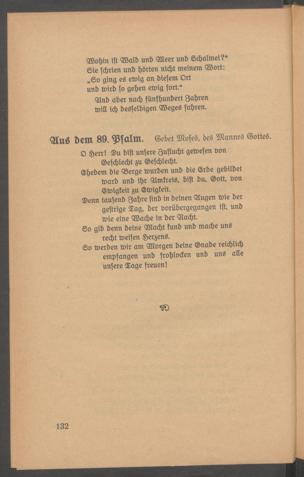 Wohin ist Wald und Meer und Schalmei?“
Sie schrien und hörten nicht meinem Wort:
„So ging es ewig an diesem Ort
und wird so gehen ewig fort.“
Und aber nach fünfhundert Jahren
will ich desselbigen Weges fahren.
Aus dem 89. Psalm. Gebet Moses, des Mannes Gottes.
O Herr! Du bist unsere Zuflucht gewesen von
Geschlecht zu Geschlecht.
Ehedem die Berge wurden und die Erde gebildet
ward und ihr Umkreis, bist du, Gott, von
Ewigkeit zu Ewigkeit.
Denn tausend Jahre sind in deinen Augen wie der
gestrige Tag, der vorübergegangen ist, und
wie eine Wache in der Nacht.
So gib denn deine Macht kund und mache uns
recht weisen Herzens.
So werden wir am Morgen deine Gnade reichlich
empfangen und frohlocken und uns alle
unsere Tage freuen!
132